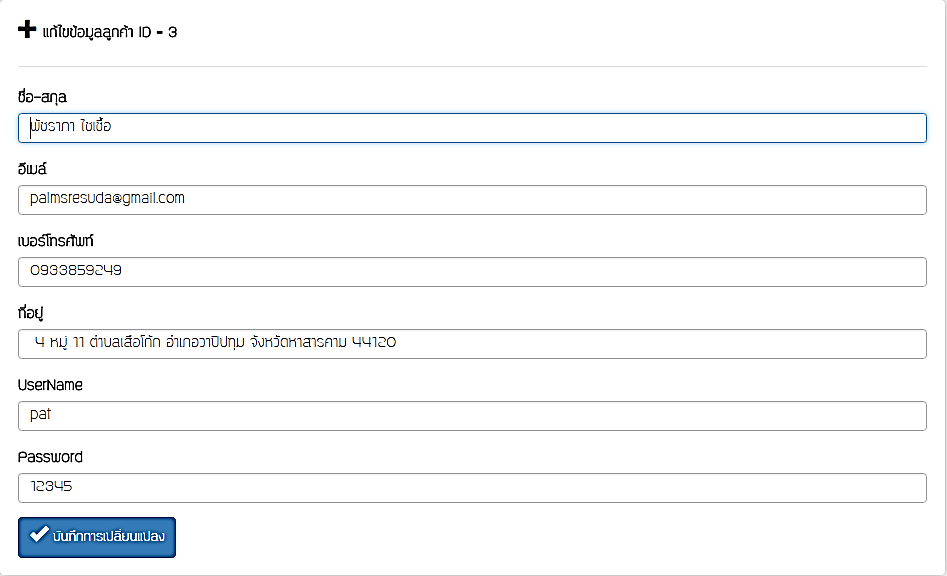 แก้ไขข้อมูลลูกค้า ID - 3
ชื่อ-สกุล
พัชราภา ไชเชื้อ
อีเมล์
palmsresuda@gmail.com
เบอร์โทรศัพท์
0933859249
ที่อยู่
4 หมู่ 11 ตำบลเสือโก้ก อำเภอวาปีปทุม จังหวัดหาสารคาม 44120
UserName
pat
Password
12345
บันทึกการเปลี่ยนแปลง